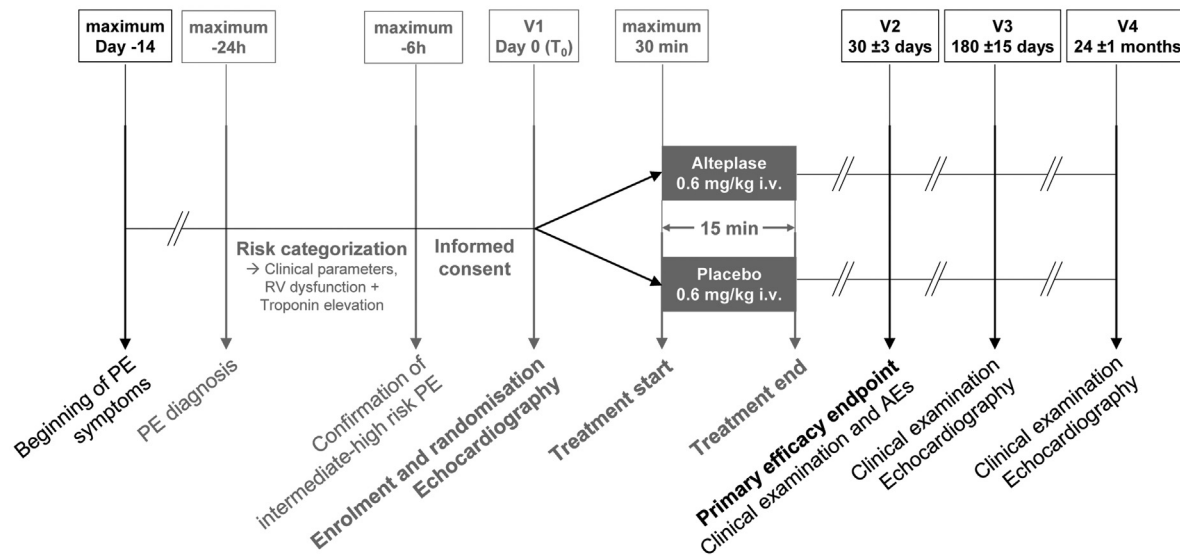 maximum
Day -14
maximum
-24h
maximum
-6h
V1
Day 0 (T₀)
maximum
30 min
V2
30 ±3 days
V3
180 ±15 days
V4
24 ±1 months
Alteplase
0.6 mg/kg i.v.
15 min
Placebo
0.6 mg/kg i.v.
Risk categorization
→ Clinical parameters,
RV dysfunction +
Troponin elevation
Informed
consent
Beginning of PE
symptoms
PE diagnosis
Confirmation of
intermediate-high risk PE
Enrolment and randomisation
Echocardiography
Treatment start
Treatment end
Primary efficacy endpoint
Clinical examination and AEs
Clinical examination
Echocardiography
Clinical examination
Echocardiography